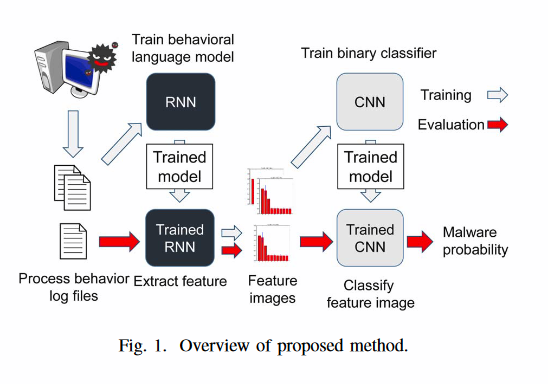 Train behavioral
language model
Train binary classifier
RNN
CNN
Training
Evaluation
Trained
model
Trained
model
Trained
RNN
Trained
CNN
Malware
probability
Process behavior
log files
Extract feature
Feature
images
Classify
feature image
Fig. 1. Overview of proposed method.